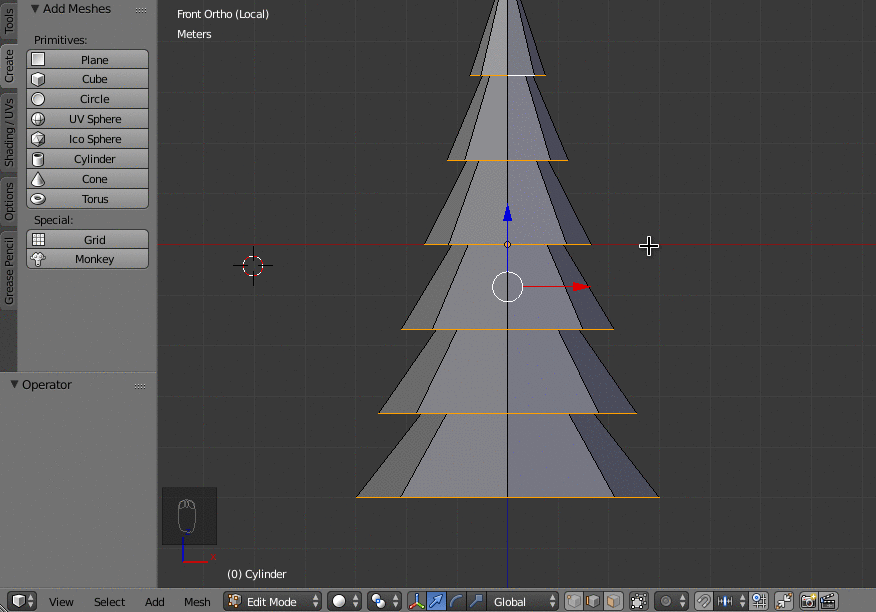 Tools
Create
Shading / UVs
Options
Grease Pencil
Add Meshes
Primitives:
Plane
Cube
Circle
UV Sphere
Ico Sphere
Cylinder
Cone
Torus
Special:
Grid
Monkey
Operator
Front Ortho (Local)
Meters
x
(0) Cylinder
View
Select
Add
Mesh
Edit Mode
Global